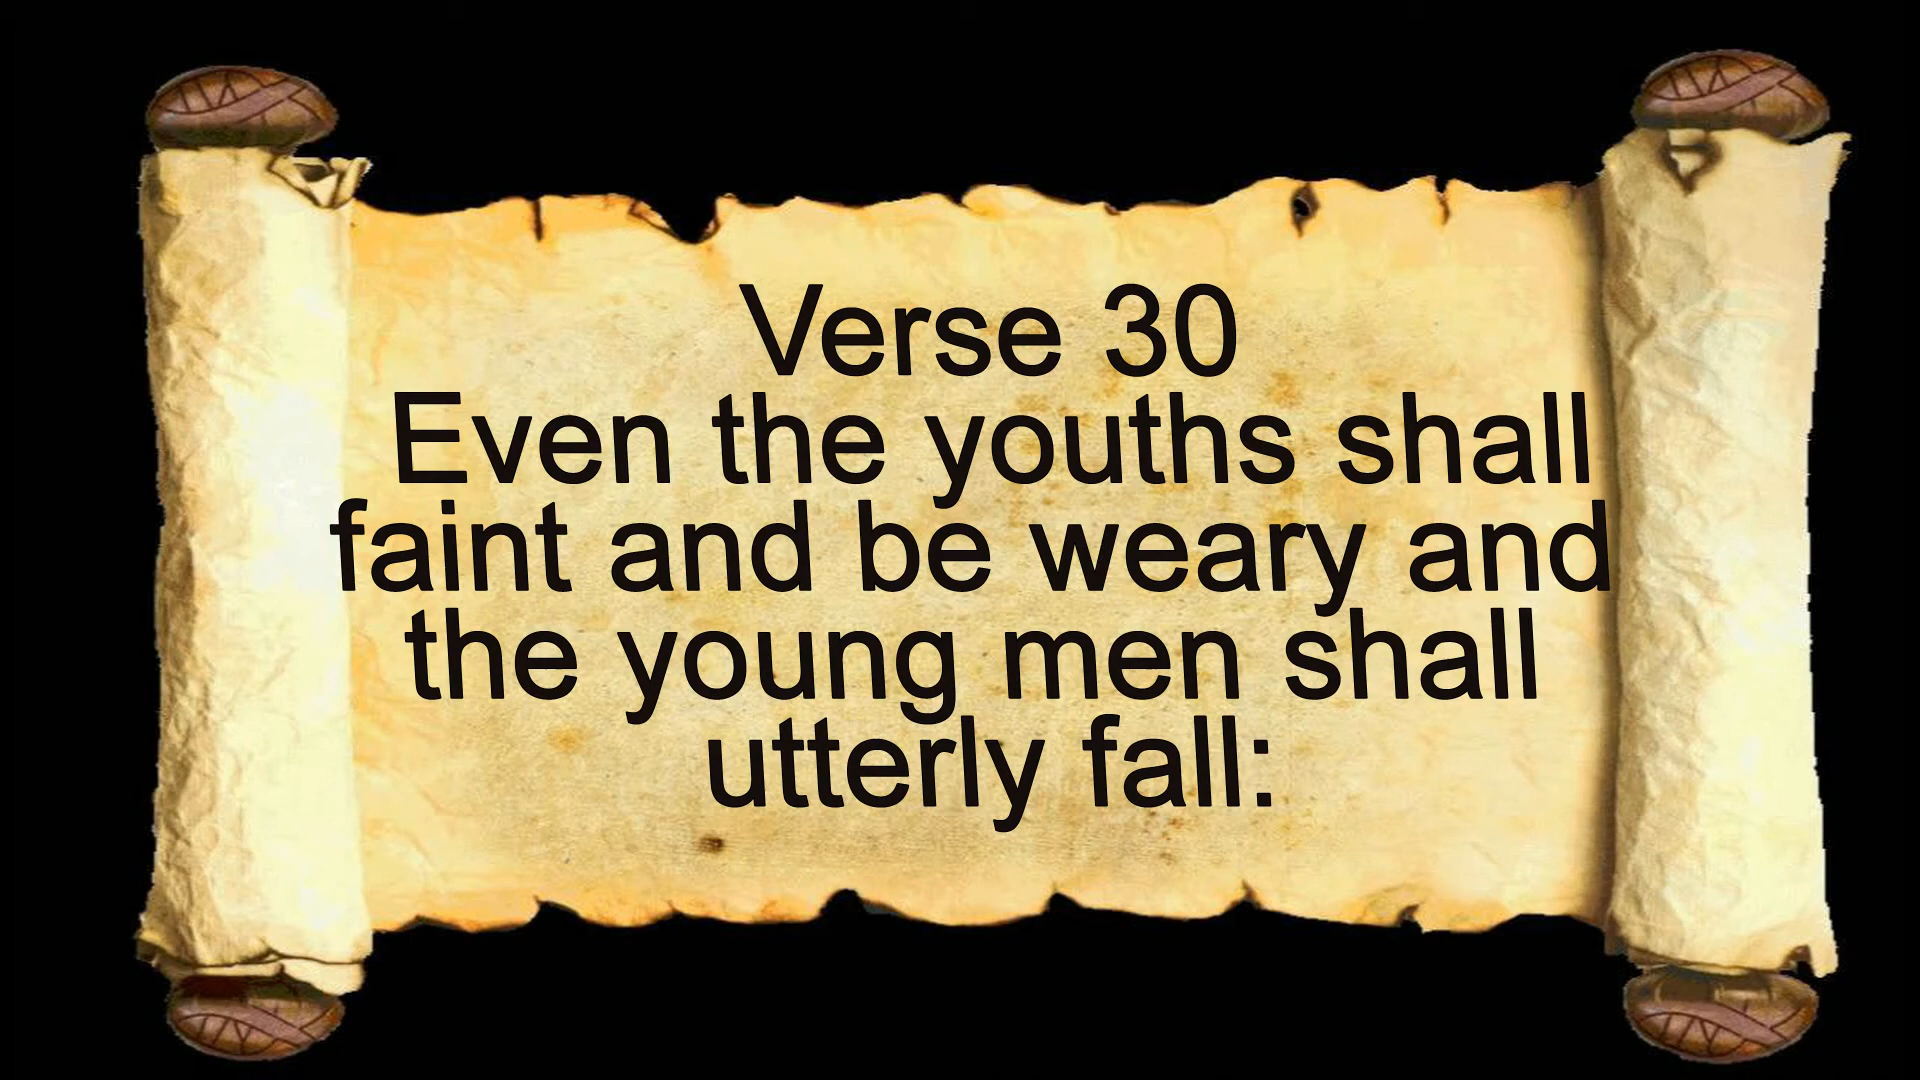 Verse 30
Even the youths shall
faint and be weary and
the young men shall
utterly fall: